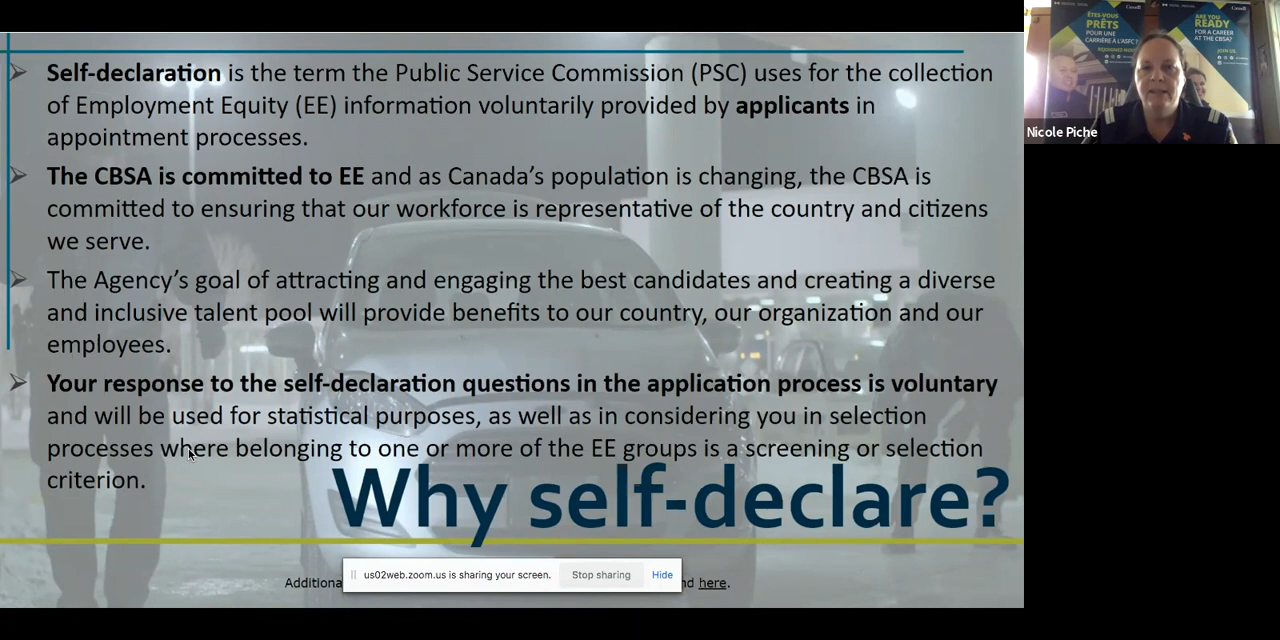 Self-declaration is the term the Public Service Commission (PSC) uses for the collection
of Employment Equity (EE) information voluntarily provided by applicants in
appointment processes.
The CBSA is committed to EE and as Canada's population is changing, the CBSA is
committed to ensuring that our workforce is representative of the country and citizens
we serve.
The Agency's goal of attracting and engaging the best candidates and creating a diverse
and inclusive talent pool will provide benefits to our country, our organization and our
employees.
Your response to the self-declaration questions in the application process is voluntary
and will be used for statistical purposes, as well as in considering you in selection
processes where belonging to one or more of the EE groups is a screening or selection
criterion.
Why self-declare?
us02web.zoom.us is sharing your screen. Stop sharing Hide
here.
ÊTES-VOUS
PRÊTS
POUR UNE
CARRIÈRE À L'ASFC?
Canada
ARE YOU
READY
FOR A CAREER
AT THE CBSA?
JOIN US.
Canada
Nicole Piche